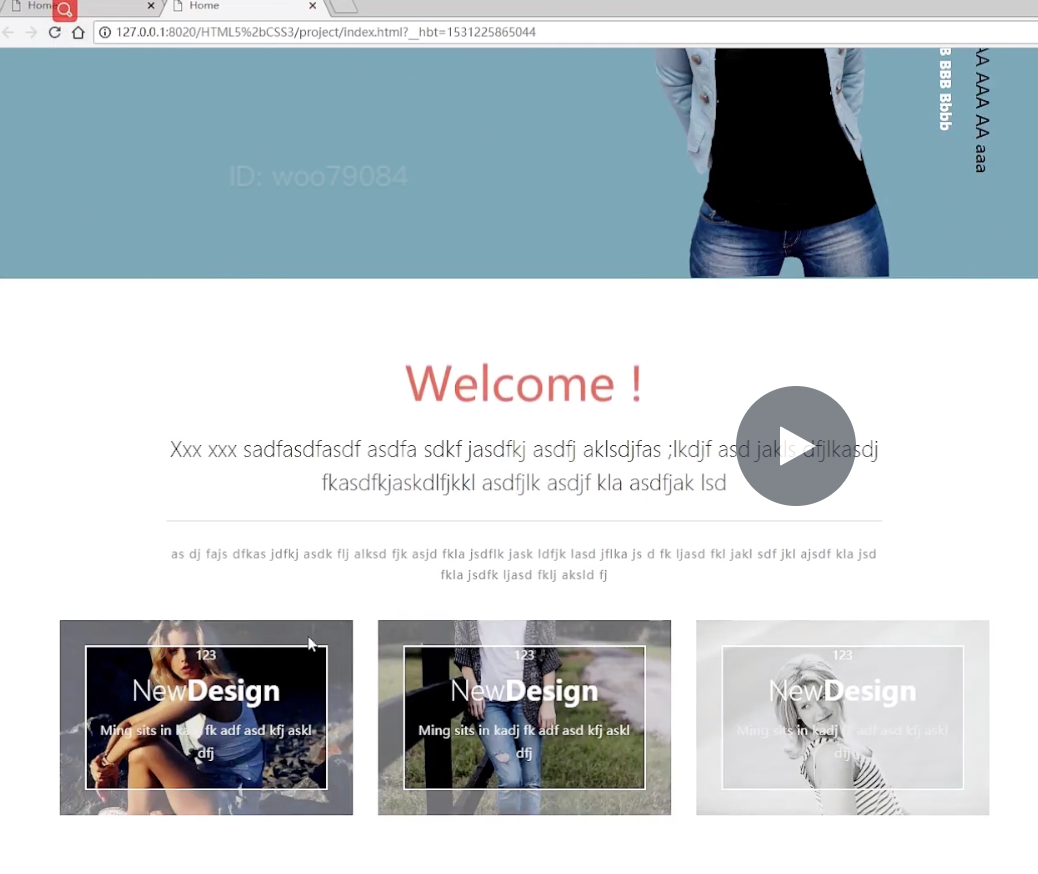 Home
Home
127.0.0.1:8020/HTML5%2bCSS3/project/index.html?__hbt=1531225865044
B BBB Bbbb
AA AAA AA aaa
ID: woo79084
Welcome !
Xxx xxx sadfasdfasdf asdfa sdkf jasdfkj asdfj aklsdjfas ;lkdjf asd jakls dfjlkasdj
fkasdfkjaskdlfjkkl asdfjlk asdjf kla asdfjak lsd
as dj fajs dfkas jdfkj asdk flj alksd fjk asjd fkla jsdflk jask ldfjk lasd jflka js d fk ljasd fkl jakl sdf jkl ajsdf kla jsd
fkla jsdfk ljasd fklj aksld fj
123
NewDesign
Ming sits in kadj fk adf asd kfj askl
dfj
123
NewDesign
Ming sits in kadj fk adf asd kfj askl
dfj
123
NewDesign
Ming sits in kadj fk adf asd kfj askl
dfj